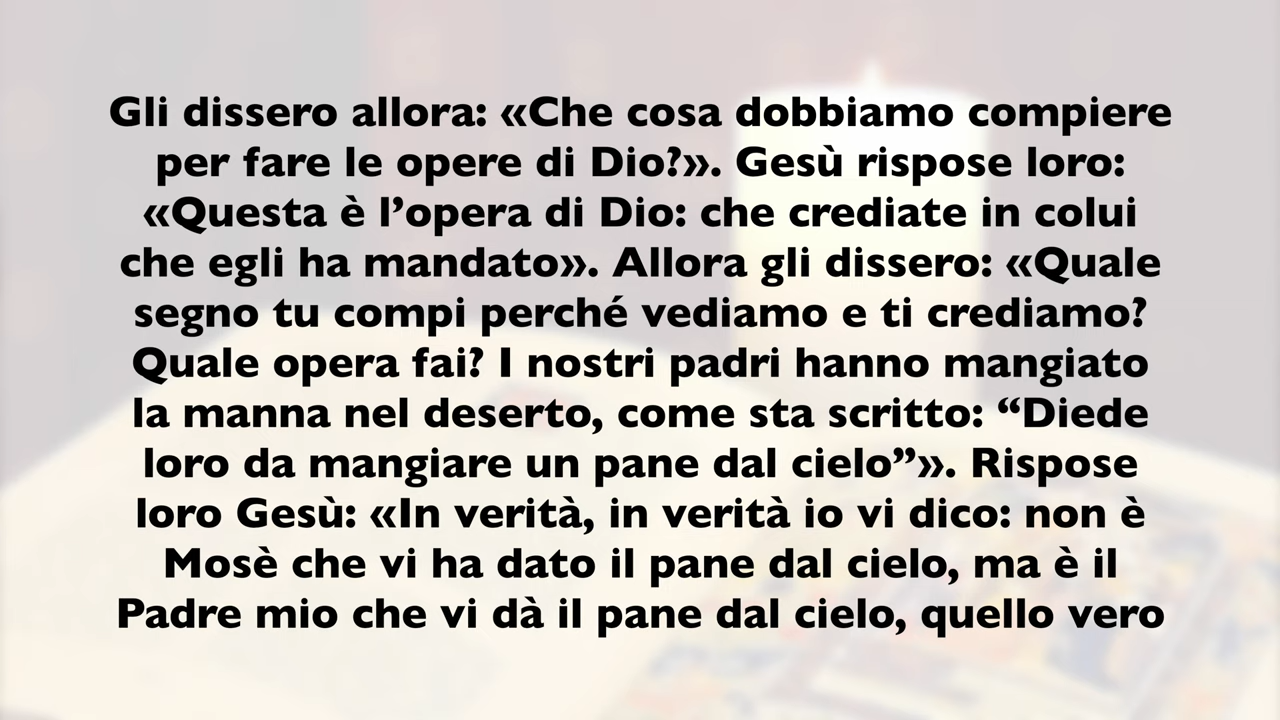 Gli dissero allora: «Che cosa dobbiamo compiere
per fare le opere di Dio?». Gesù rispose loro:
«Questa è l’opera di Dio: che crediate in colui
che egli ha mandato». Allora gli dissero: «Quale
segno tu compi perché vediamo e ti crediamo?
Quale opera fai? I nostri padri hanno mangiato
la manna nel deserto, come sta scritto: “Diede
loro da mangiare un pane dal cielo”». Rispose
loro Gesù: «In verità, in verità io vi dico: non è
Mosè che vi ha dato il pane dal cielo, ma è il
Padre mio che vi dà il pane dal cielo, quello vero